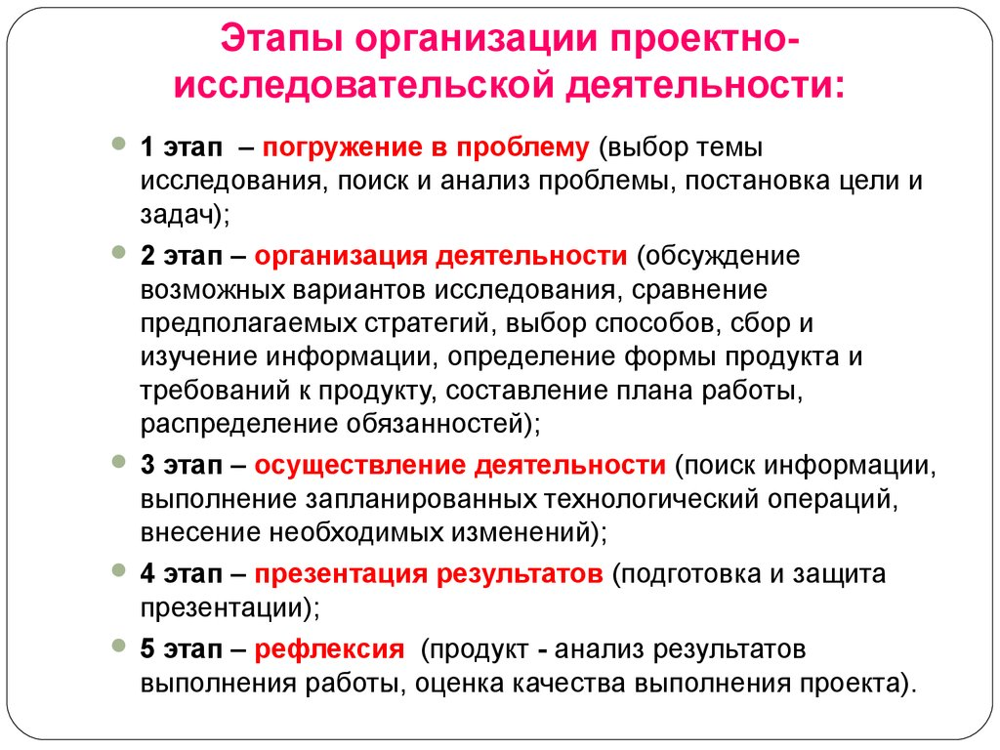 Этапы организации проектно-
исследовательской деятельности:
1 этап – погружение в проблему (выбор темы
исследования, поиск и анализ проблемы, постановка цели и
задач);
2 этап – организация деятельности (обсуждение
возможных вариантов исследования, сравнение
предполагаемых стратегий, выбор способов, сбор и
изучение информации, определение формы продукта и
требований к продукту, составление плана работы,
распределение обязанностей);
3 этап – осуществление деятельности (поиск информации,
выполнение запланированных технологический операций,
внесение необходимых изменений);
4 этап – презентация результатов (подготовка и защита
презентации);
5 этап – рефлексия (продукт - анализ результатов
выполнения работы, оценка качества выполнения проекта).